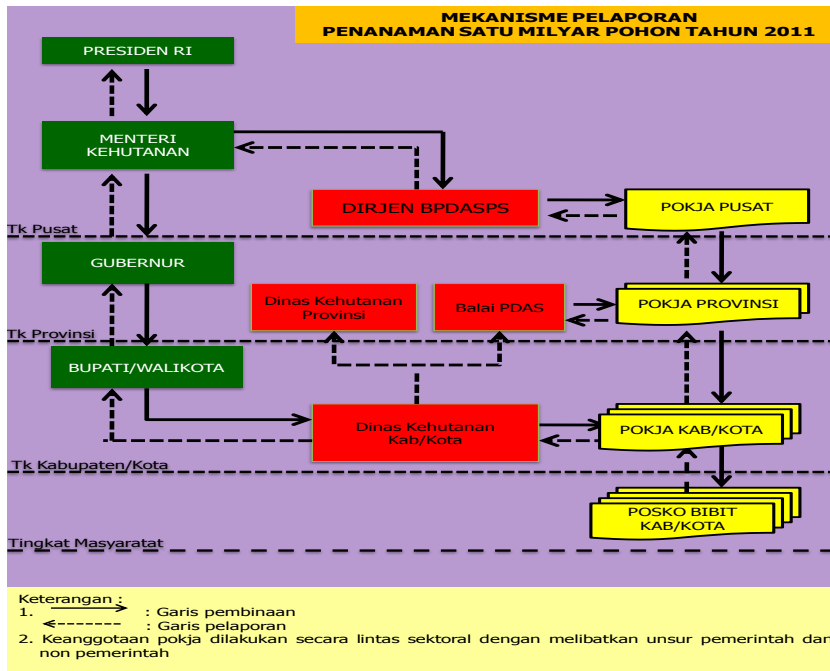 MEKANISME PELAPORAN
PENANAMAN SATU MILYAR POHON TAHUN 2011
PRESIDEN RI
MENTERI
KEHUTANAN
DIRJEN BPDASPS
POKJA PUSAT
Tk Pusat
GUBERNUR
Dinas Kehutanan
Provinsi
Balai PDAS
POKJA PROVINSI
Tk Provinsi
BUPATI/WALIKOTA
Dinas Kehutanan
Kab/Kota
POKJA KAB/KOTA
Tk Kabupaten/Kota
POSKO BIBIT
KAB/KOTA
Tingkat Masyaratat
Keterangan :
1. : Garis pembinaan
: Garis pelaporan
2. Keanggotaan pokja dilakukan secara lintas sektoral dengan melibatkan unsur pemerintah dan
non pemerintah